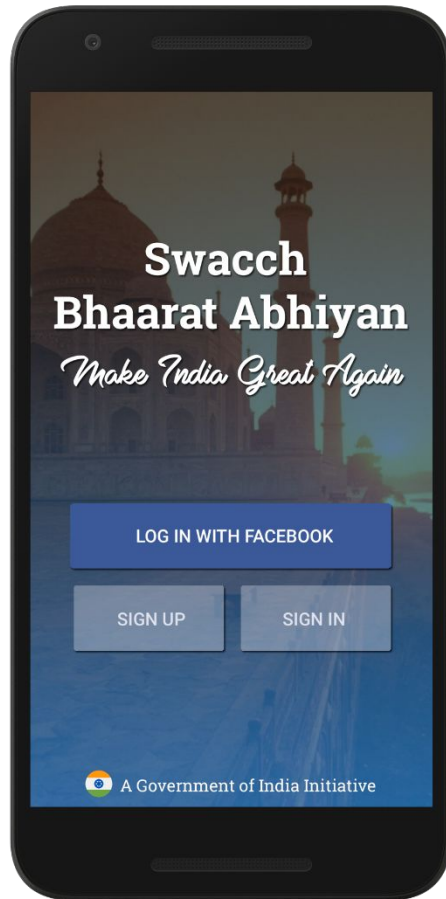 Swacch
Bhaarat Abhiyan
Make India Great Again
LOG IN WITH FACEBOOK
SIGN UP
SIGN IN
A Government of India Initiative